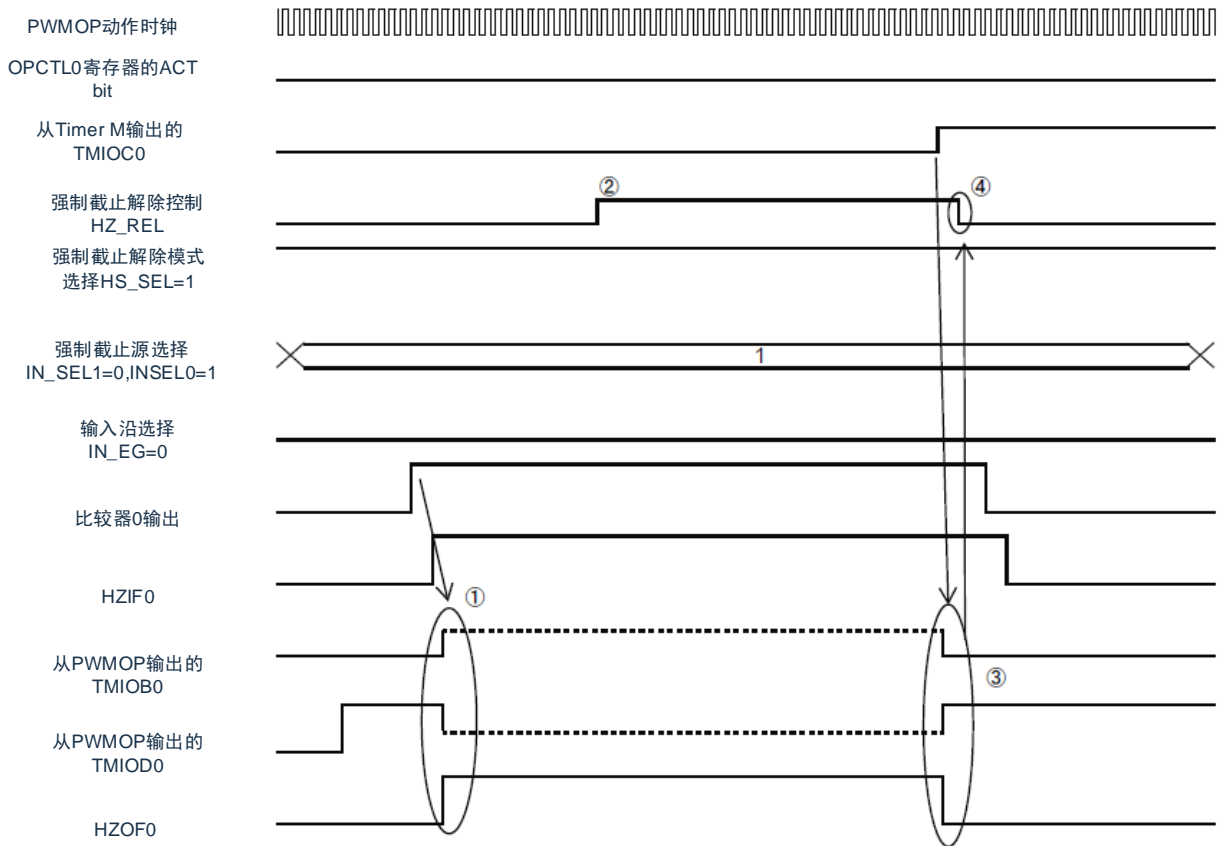 PWMOP动作时钟
OPCTL0寄存器的ACT
bit
从Timer M输出的
TMIOC0
强制截止解除控制
HZ_REL
②
④
强制截止解除模式
选择HS_SEL=1
强制截止源选择
IN_SEL1=0,INSEL0=1
1
输入沿选择
IN_EG=0
比较器0输出
HZIF0
①
从PWMOP输出的
TMIOB0
③
从PWMOP输出的
TMIOD0
HZOF0